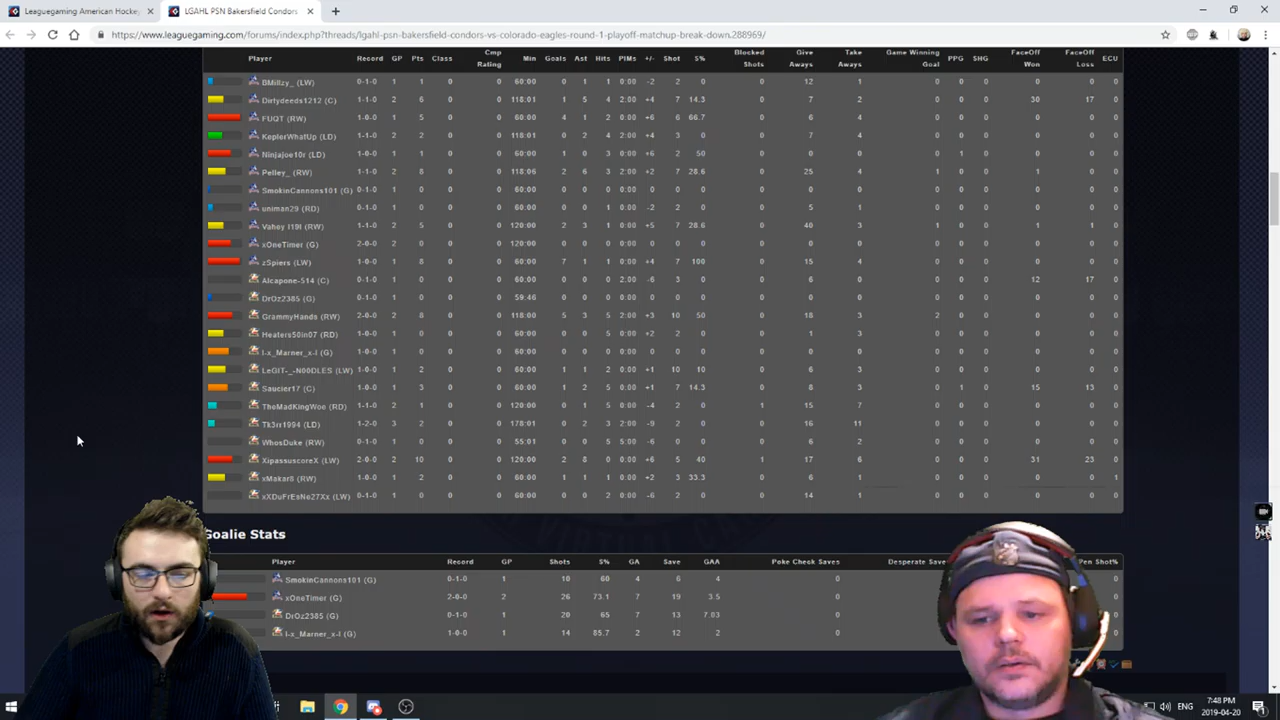 Leaguegaming American Hockey
LGAHL PSN Bakersfield Condors
https://www.leaguegaming.com/forums/index.php?threads/lgahl-psn-bakersfield-condors-vs-colorado-eagles-round-1-playoff-matchup-break-down.288969/
Player Record GP Pts Class Cmp Rating Min Goals Ast Hits PIMs +/- Shot S% Blocked Shots Give Aways Take Aways Game Winning Goal PPG SHG FaceOff Won FaceOff Loss ECU
BMillzy_ (LW) 0-1-0 1 1 0 0 60:00 0 1 1 0:00 -2 2 0 0 12 1 0 0 0 0 0 0
Dirtydeeds1212 (C) 1-1-0 2 6 0 0 118:01 1 5 4 2:00 +4 7 14.3 0 7 2 0 0 0 30 17 0
FUQT (RW) 1-0-0 1 5 0 0 60:00 4 1 2 0:00 +6 6 66.7 0 6 4 0 0 0 0 0 0
KeplerWhatUp (LD) 1-1-0 2 2 0 0 118:01 0 2 4 2:00 +4 3 0 0 7 4 0 0 0 0 0 0
Ninjajoe10r (LD) 1-0-0 1 1 0 0 60:00 1 0 3 0:00 +6 2 50 0 0 0 0 1 0 0 0 0
Pelley_ (RW) 1-1-0 2 8 0 0 118:06 2 6 3 2:00 +2 7 28.6 0 25 4 1 0 0 1 0 0
SmokinCannons101 (G) 0-1-0 1 0 0 0 60:00 0 0 0 0:00 0 0 0 0 0 0 0 0 0 0 0 0
uniman29 (RD) 0-1-0 1 0 0 0 60:00 0 0 1 0:00 -2 2 0 0 5 1 0 0 0 0 0 0
Vahey I19I (RW) 1-1-0 2 5 0 0 120:00 2 3 1 0:00 +5 7 28.6 0 40 3 1 0 0 1 1 0
xOneTimer (G) 2-0-0 2 0 0 0 120:00 0 0 0 0:00 0 0 0 0 0 0 0 0 0 0 0 0
zSpiers (LW) 1-0-0 1 8 0 0 60:00 7 1 1 0:00 +4 7 100 0 15 4 0 0 0 0 0 0
Alcapone-514 (C) 0-1-0 1 0 0 0 60:00 0 0 0 2:00 -6 3 0 0 6 0 0 0 0 12 17 0
DrOz2385 (G) 0-1-0 1 0 0 0 59:46 0 0 0 0:00 0 0 0 0 0 0 0 0 0 0 0 0
GrammyHands (RW) 2-0-0 2 8 0 0 118:00 5 3 5 2:00 +3 10 50 0 18 3 2 0 0 0 0 0
Heaters50in07 (RD) 1-0-0 1 0 0 0 60:00 0 0 5 0:00 +2 2 0 0 1 3 0 0 0 0 0 0
I-x_Marner_x-I (G) 1-0-0 1 0 0 0 60:00 0 0 0 0:00 0 0 0 0 0 0 0 0 0 0 0 0
LeGIT-_-N00DLES (LW) 1-0-0 1 2 0 0 60:00 1 1 2 0:00 +1 10 10 0 6 3 0 0 0 0 0 0
Saucier17 (C) 1-0-0 1 3 0 0 60:00 1 2 5 0:00 +1 7 14.3 0 8 3 0 1 0 15 13 0
TheMadKingWoo (RD) 1-1-0 2 1 0 0 120:00 0 1 5 0:00 -4 2 0 1 15 7 0 0 0 0 0 0
Tk3rr1994 (LD) 1-2-0 3 2 0 0 178:01 0 2 3 2:00 -9 2 0 0 16 11 0 0 0 0 0 0
WhosDuke (RW) 0-1-0 1 0 0 0 55:01 0 0 5 5:00 -6 0 0 0 6 2 0 0 0 0 0 0
XipassuscoreX (LW) 2-0-0 2 10 0 0 120:00 2 8 0 0:00 +6 5 40 1 17 6 0 0 0 31 23 0
xMakar8 (RW) 1-0-0 1 2 0 0 60:00 1 1 1 0:00 +2 3 33.3 0 6 1 0 0 0 0 0 1
xXDuFrEsNe27Xx (LW) 0-1-0 1 0 0 0 60:00 0 0 2 0:00 -6 2 0 0 14 1 0 0 0 0 0 0
Goalie Stats
Player Record GP Shots S% GA Save GAA Poke Check Saves Desperate Save Pen Shot%
SmokinCannons101 (G) 0-1-0 1 10 60 4 6 4 0 0
xOneTimer (G) 2-0-0 2 26 73.1 7 19 3.5 0 0
DrOz2385 (G) 0-1-0 1 20 65 7 13 7.03 0 0
I-x_Marner_x-I (G) 1-0-0 1 14 85.7 2 12 2 0 0
ENG
7:48 PM
2019-04-20